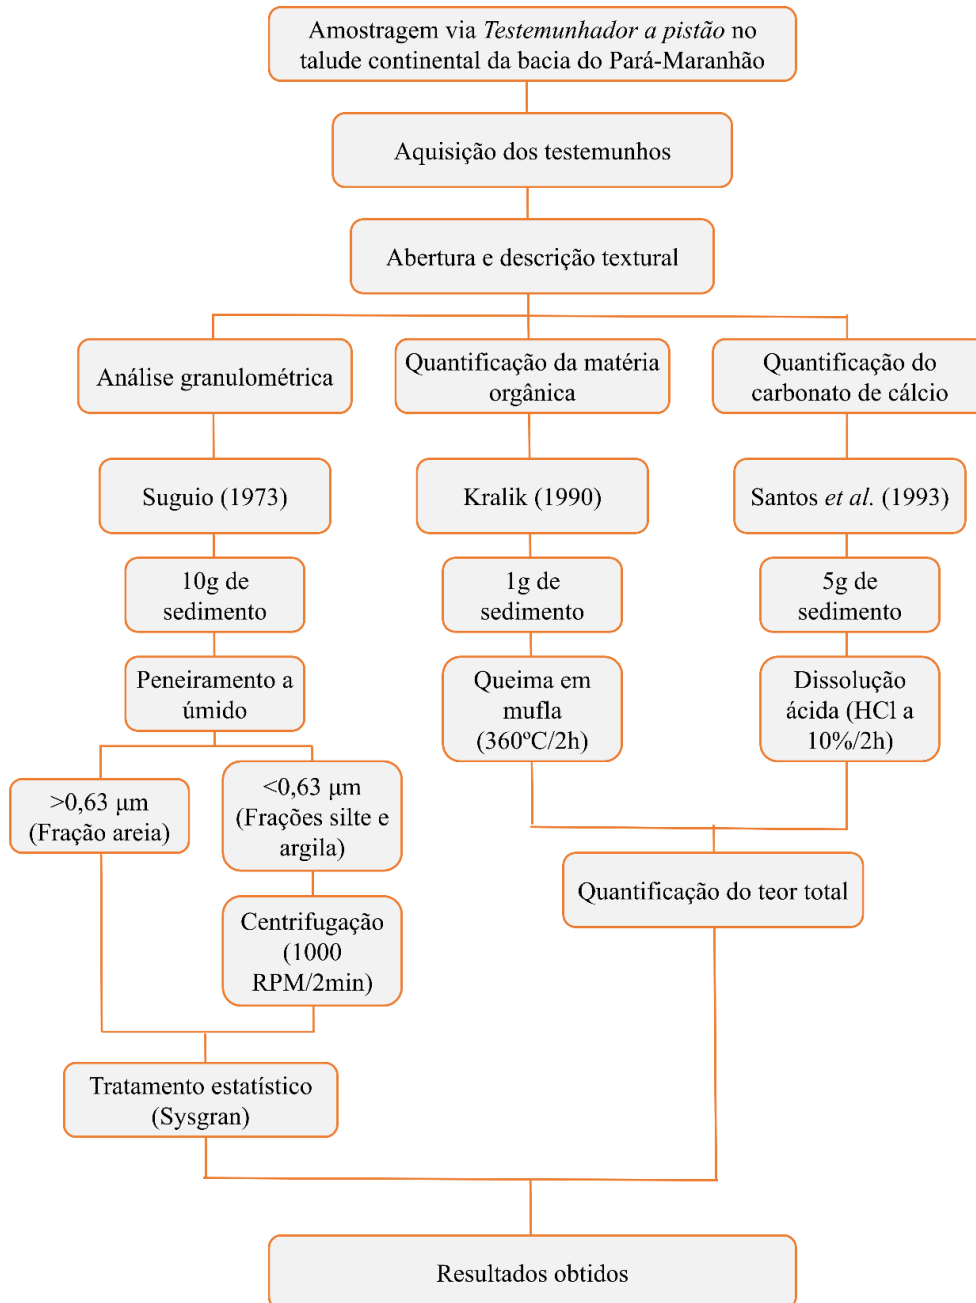 Amostragem via Testemunhador a pistão no
talude continental da bacia do Pará-Maranhão
Aquisição dos testemunhos
Abertura e descrição textural
Análise granulométrica
Quantificação da matéria
orgânica
Quantificação do
carbonato de cálcio
Suguio (1973)
Kralik (1990)
Santos et al. (1993)
10g de
sedimento
1g de
sedimento
5g de
sedimento
Peneiramento a
úmido
Queima em
mufla
(360ºC/2h)
Dissolução
ácida (HCl a
10%/2h)
>0,63 μm
(Fração areia)
<0,63 μm
(Frações silte e
argila)
Centrifugação
(1000
RPM/2min)
Quantificação do teor total
Tratamento estatístico
(Sysgran)
Resultados obtidos